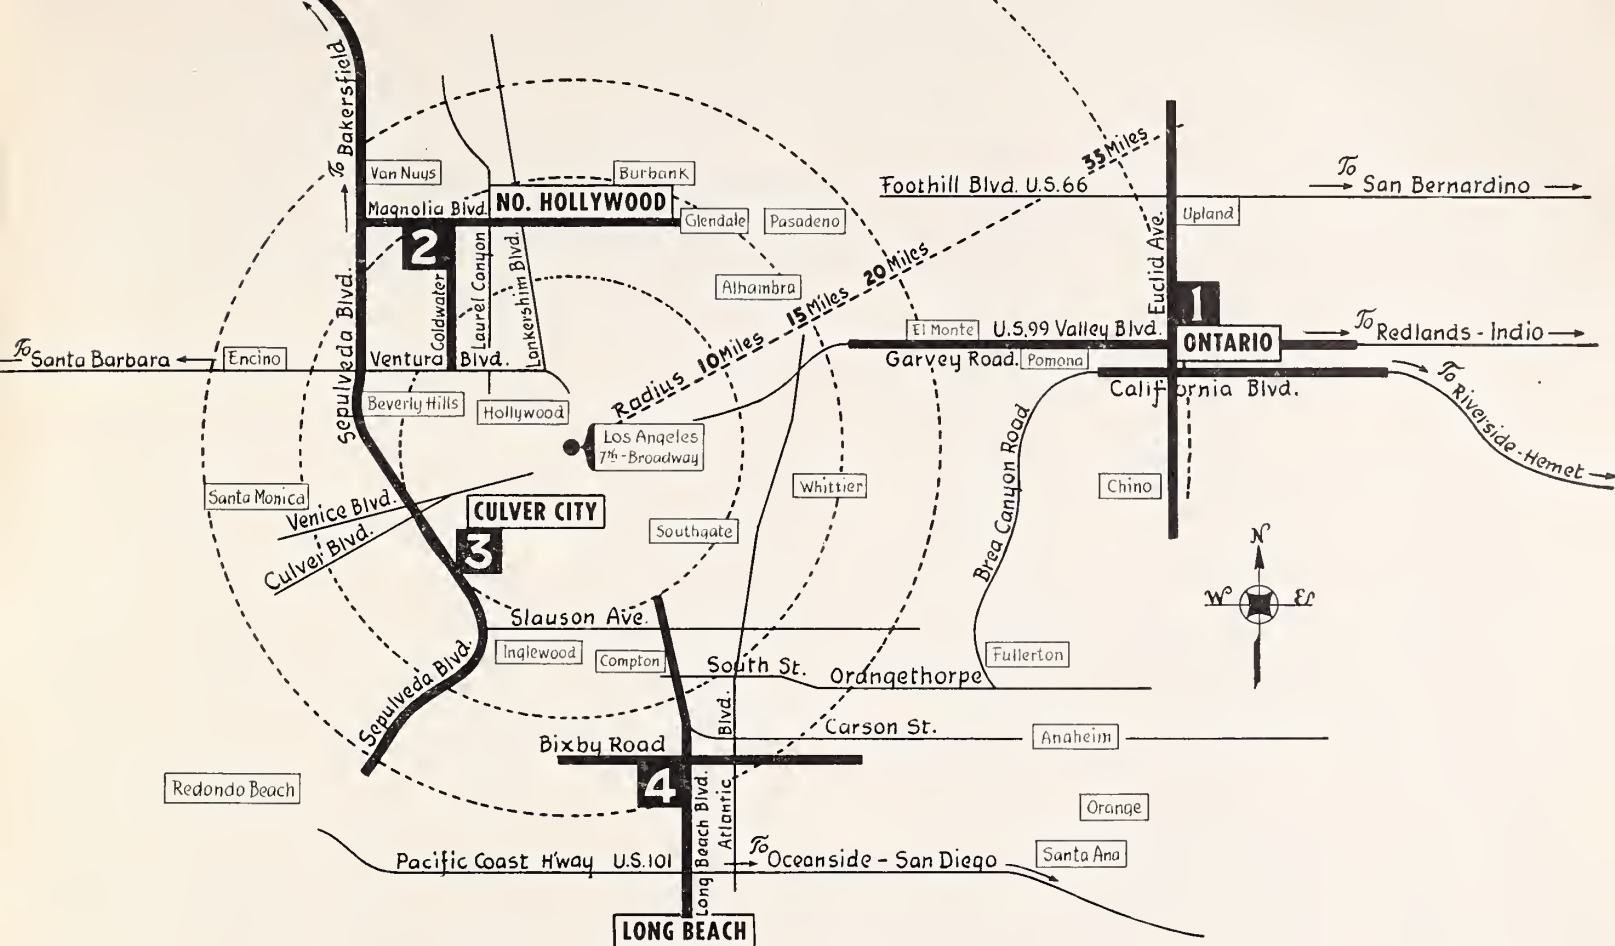 To Bakersfield
Van Nuys
Burbank
Magnolia Blvd.
NO. HOLLYWOOD
Glendale
Pasadeno
2
Coldwater
Laurel Canyon
Lankershim Blvd.
Sepulveda Blvd.
To Santa Barbara
Encino
Ventura Blvd.
Beverly Hills
Hollywood
Alhambra
Radius 10 Miles 15 Miles 20 Miles 35 Miles
Foothill Blvd. U.S.66
To San Bernardino
Upland
Euclid Ave.
1
El Monte
U.S.99 Valley Blvd.
ONTARIO
To Redlands - Indio
Garvey Road.
Pomona
California Blvd.
To Riverside-Hemet
Los Angeles
7th - Broadway
Santa Monica
Venice Blvd.
Culver Blvd.
CULVER CITY
3
Whittier
Southgate
Brea Canyon Road
Chino
N
W
E
Slauson Ave.
Inglewood
Compton
South St.
Orangethorpe
Fullerton
Sepulveda Blvd.
Carson St.
Anaheim
Bixby Road
4
Redondo Beach
Long Beach Blvd.
Atlantic Blvd.
Orange
Pacific Coast H'way U.S.101
To Oceanside - San Diego
Santa Ana
LONG BEACH